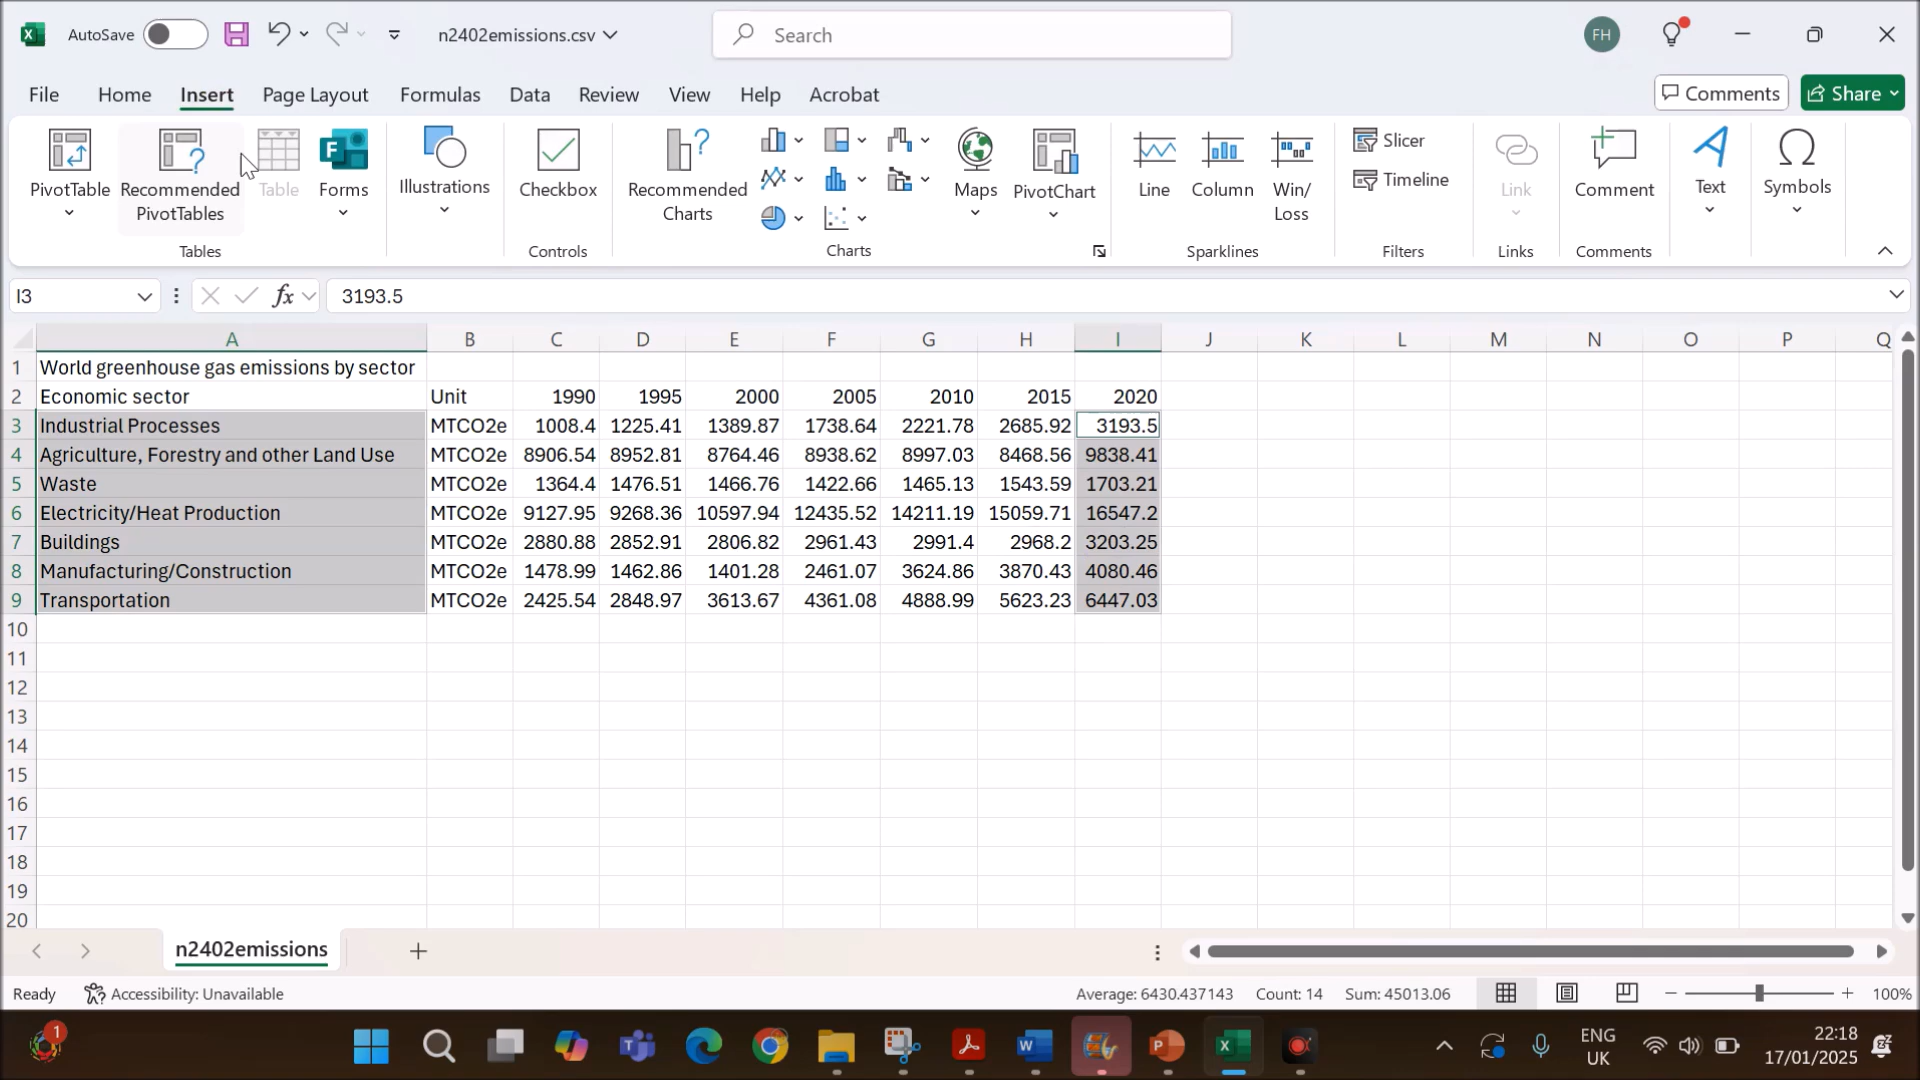 AutoSave n2402emissions.csv Search FH
File Home Insert Page Layout Formulas Data Review View Help Acrobat Comments Share
PivotTable Recommended PivotTables Table Forms Illustrations Checkbox Recommended Charts Maps PivotChart Line Column Win/Loss Slicer Timeline Link Comment Text Symbols
Tables Controls Charts Sparklines Filters Links Comments
I3 fx 3193.5
A B C D E F G H I J K L M N O P Q
1 World greenhouse gas emissions by sector
2 Economic sector Unit 1990 1995 2000 2005 2010 2015 2020
3 Industrial Processes MTCO2e 1008.4 1225.41 1389.87 1738.64 2221.78 2685.92 3193.5
4 Agriculture, Forestry and other Land Use MTCO2e 8906.54 8952.81 8764.46 8938.62 8997.03 8468.56 9838.41
5 Waste MTCO2e 1364.4 1476.51 1466.76 1422.66 1465.13 1543.59 1703.21
6 Electricity/Heat Production MTCO2e 9127.95 9268.36 10597.94 12435.52 14211.19 15059.71 16547.2
7 Buildings MTCO2e 2880.88 2852.91 2806.82 2961.43 2991.4 2968.2 3203.25
8 Manufacturing/Construction MTCO2e 1478.99 1462.86 1401.28 2461.07 3624.86 3870.43 4080.46
9 Transportation MTCO2e 2425.54 2848.97 3613.67 4361.08 4888.99 5623.23 6447.03
10
11
12
13
14
15
16
17
18
19
20
n2402emissions
Ready Accessibility: Unavailable Average: 6430.437143 Count: 14 Sum: 45013.06 100%
1 ENG 22:18
UK 17/01/2025